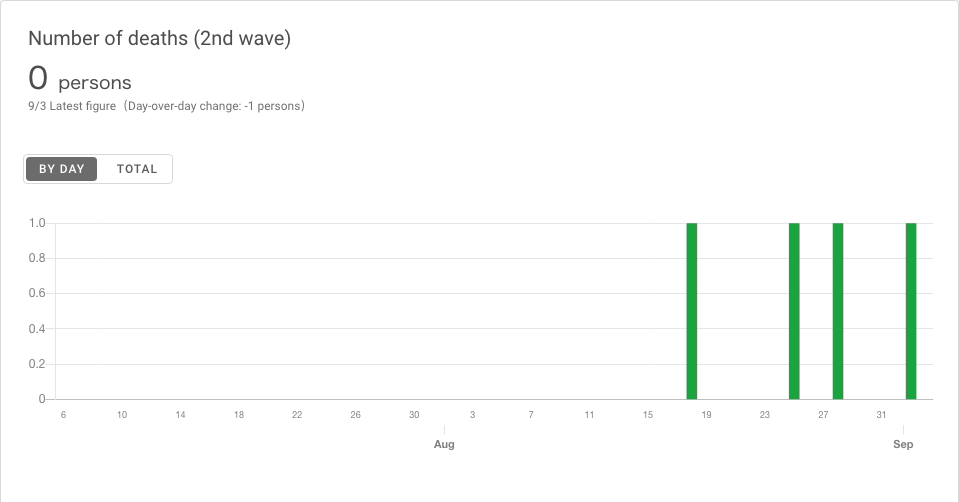 Number of deaths (2nd wave)
0 persons
9/3 Latest figure（Day-over-day change: -1 persons）
BY DAY TOTAL
1.0
0.8
0.6
0.4
0.2
0
6 10 14 18 22 26 30 3 7 11 15 19 23 27 31
Aug Sep